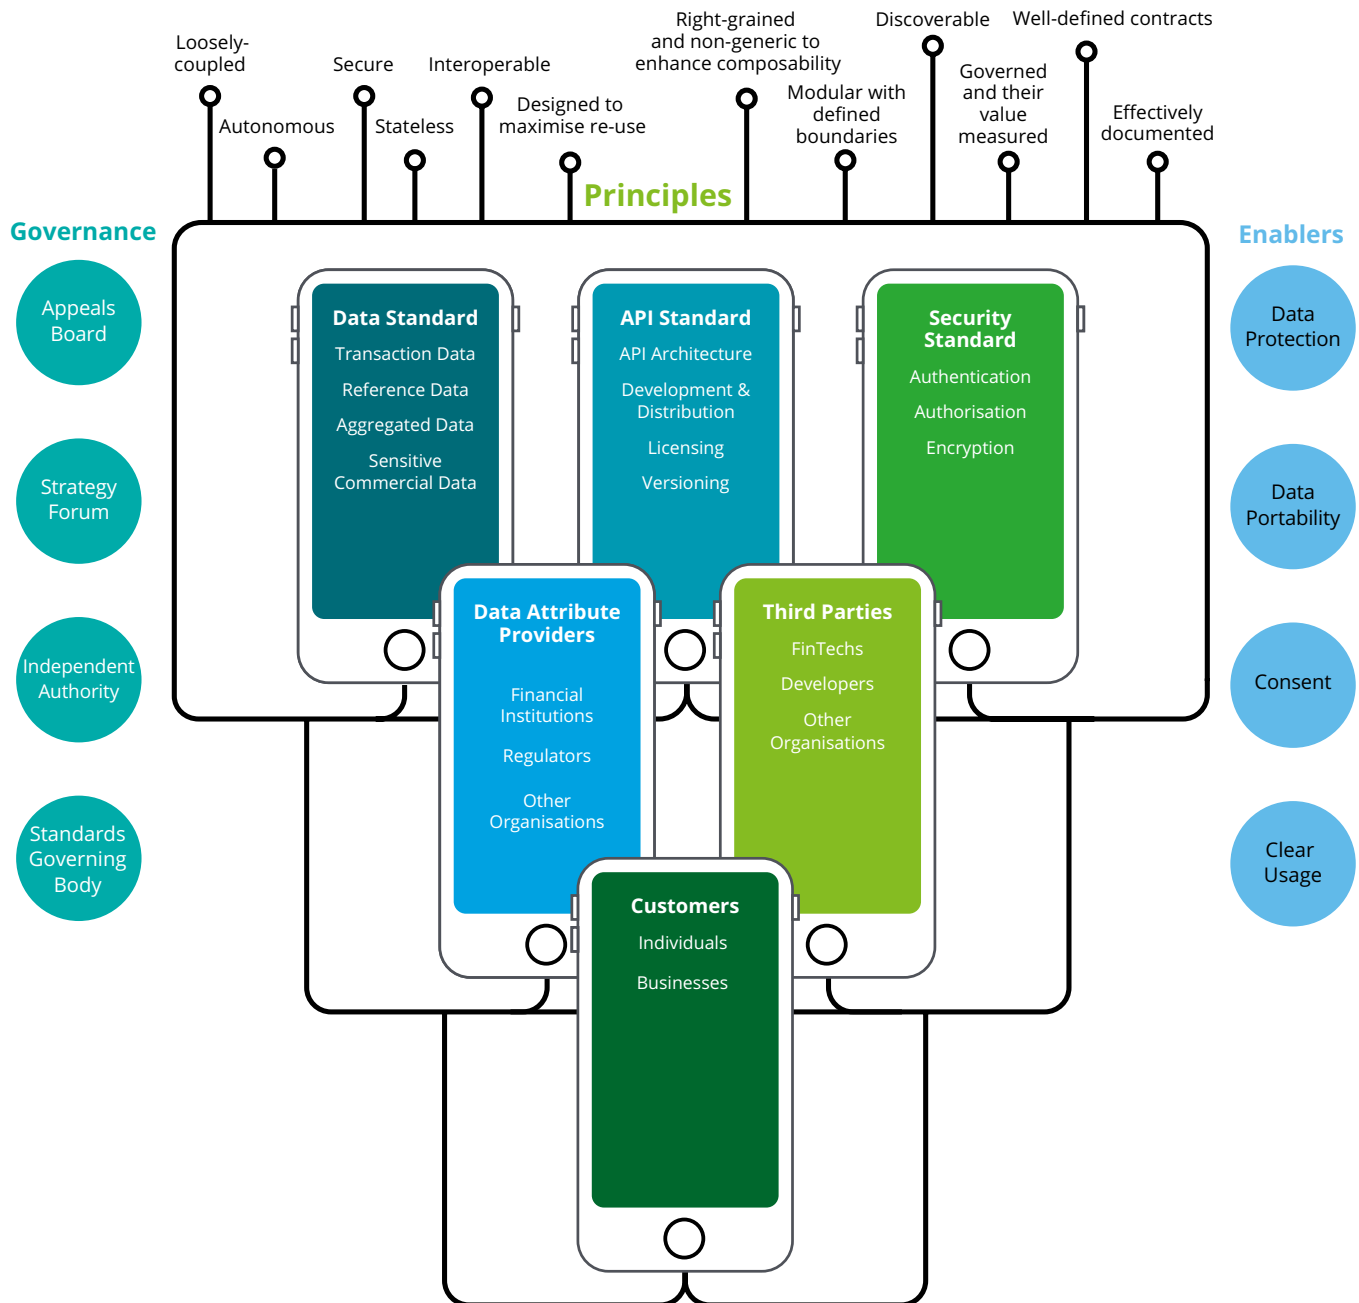 Loosely-
coupled
Autonomous
Secure
Stateless
Interoperable
Designed to
maximise re-use
Right-grained
and non-generic to
enhance composability
Modular with
defined
boundaries
Discoverable
Governed
and their
value
measured
Well-defined contracts
Effectively
documented
Principles
Governance
Appeals
Board
Strategy
Forum
Independent
Authority
Standards
Governing
Body
Data Standard
Transaction Data
Reference Data
Aggregated Data
Sensitive
Commercial Data
API Standard
API Architecture
Development &
Distribution
Licensing
Versioning
Security
Standard
Authentication
Authorisation
Encryption
Data Attribute
Providers
Financial
Institutions
Regulators
Other
Organisations
Third Parties
FinTechs
Developers
Other
Organisations
Customers
Individuals
Businesses
Enablers
Data
Protection
Data
Portability
Consent
Clear
Usage